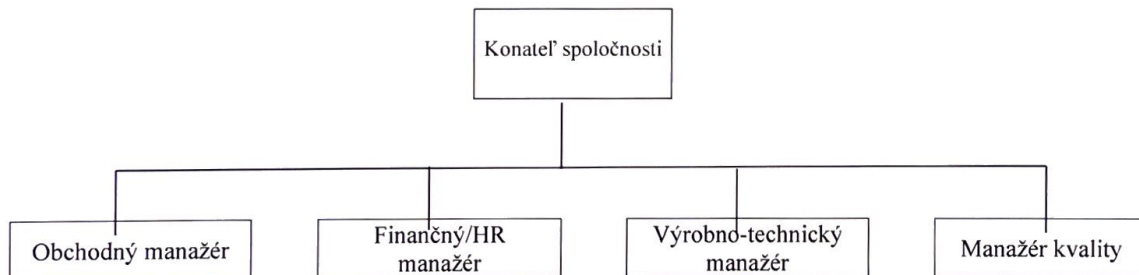 Konateľ spoločnosti
Obchodný manažér
Finančný/HR
manažér
Výrobno-technický
manažér
Manažér kvality